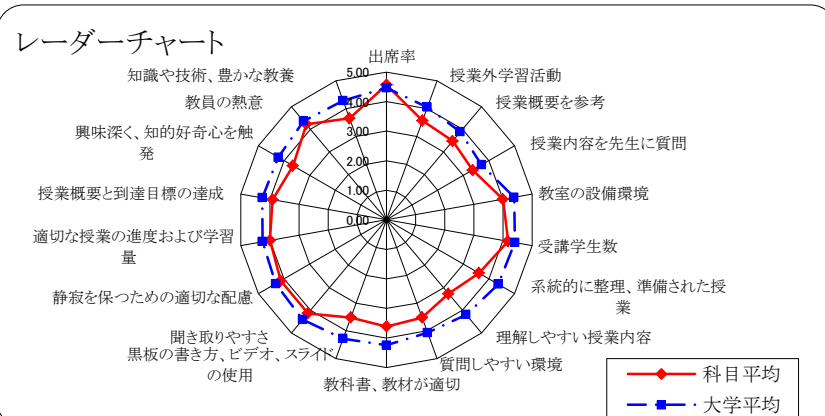 レーダーチャート
出席率
授業外学習活動
授業概要を参考
授業内容を先生に質問
教室の設備環境
受講学生数
系統的に整理、準備された授
業
理解しやすい授業内容
質問しやすい環境
教科書、教材が適切
黒板の書き方、ビデオ、スライド
の使用
聞き取りやすさ
静寂を保つための適切な配慮
適切な授業の進度および学習
量
授業概要と到達目標の達成
興味深く、知的好奇心を触
発
教員の熱意
知識や技術、豊かな教養
5.00
4.00
3.00
2.00
1.00
0.00
科目平均
大学平均